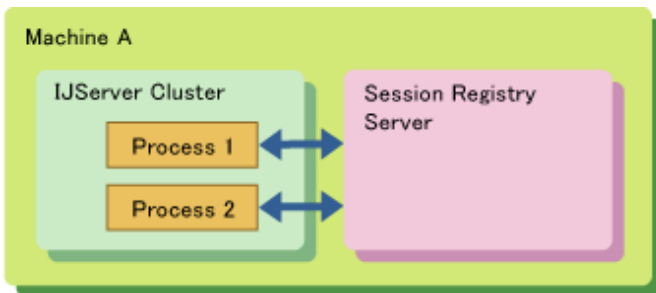 Machine A
IJServer Cluster
Process 1
Process 2
Session Registry
Server